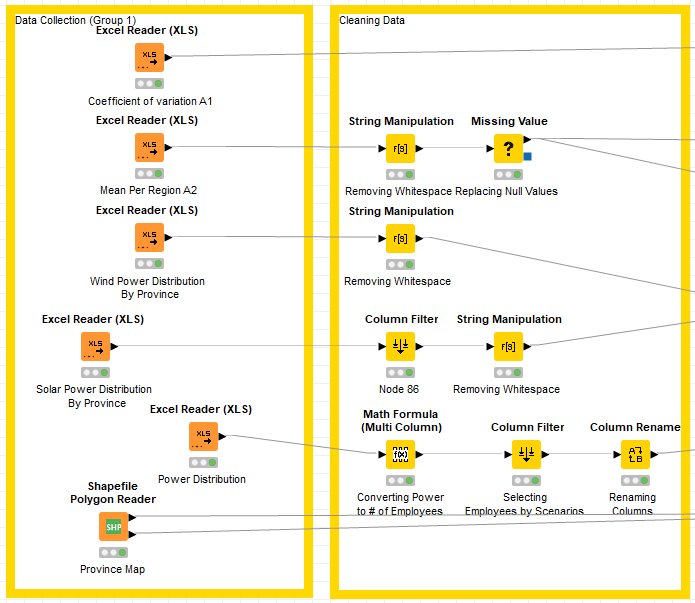 Data Collection (Group 1)
Excel Reader (XLS)
XLS
Coefficient of variation A1
Excel Reader (XLS)
XLS
Mean Per Region A2
Excel Reader (XLS)
XLS
Wind Power Distribution
By Province
Excel Reader (XLS)
XLS
Solar Power Distribution
By Province
Excel Reader (XLS)
XLS
Power Distribution
Shapefile
Polygon Reader
SHP
Province Map
Cleaning Data
String Manipulation
f[S]
Removing Whitespace
Missing Value
?
Replacing Null Values
String Manipulation
f[S]
Removing Whitespace
Column Filter
Node 86
String Manipulation
f[S]
Removing Whitespace
Math Formula
(Multi Column)
f(x)
Converting Power
to # of Employees
Column Filter
Selecting
Employees by Scenarios
Column Rename
A
B
Renaming
Columns